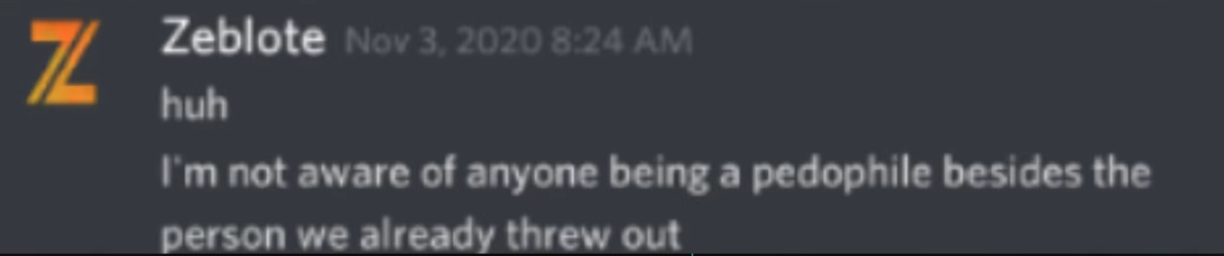 Zeblote Nov 3, 2020 8:24 AM
huh
I'm not aware of anyone being a pedophile besides the
person we already threw out